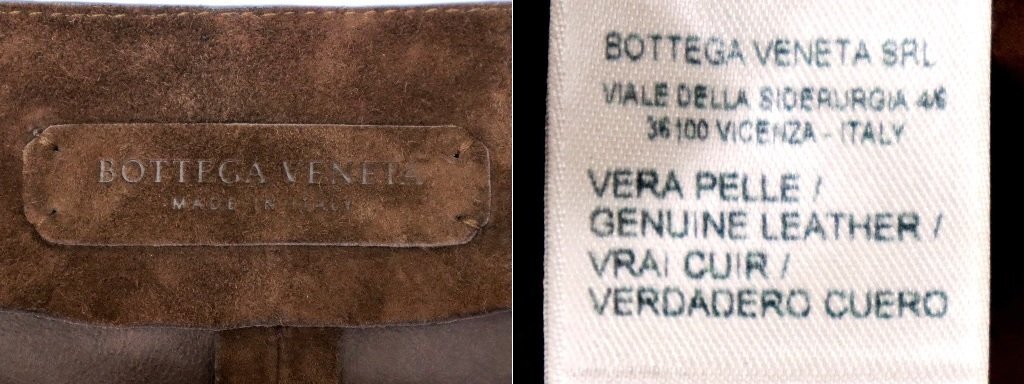 BOTTEGA VENETA
MADE IN ITALY
BOTTEGA VENETA SRL
VIALE DELLA SIDERURGIA 4/6
36100 VICENZA - ITALY
VERA PELLE /
GENUINE LEATHER /
VRAI CUIR /
VERDADERO CUERO